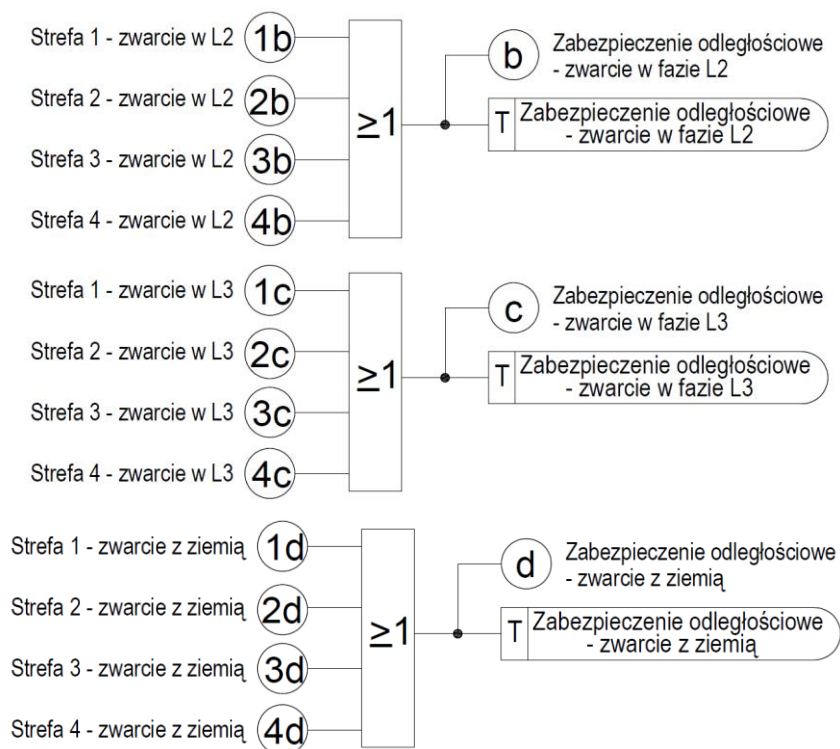 Strefa 1 - zwarcie w L2 1b
Strefa 2 - zwarcie w L2 2b
Strefa 3 - zwarcie w L2 3b
Strefa 4 - zwarcie w L2 4b
≥1
b Zabezpieczenie odległościowe
- zwarcie w fazie L2
T Zabezpieczenie odległościowe
- zwarcie w fazie L2
Strefa 1 - zwarcie w L3 1c
Strefa 2 - zwarcie w L3 2c
Strefa 3 - zwarcie w L3 3c
Strefa 4 - zwarcie w L3 4c
≥1
c Zabezpieczenie odległościowe
- zwarcie w fazie L3
T Zabezpieczenie odległościowe
- zwarcie w fazie L3
Strefa 1 - zwarcie z ziemią 1d
Strefa 2 - zwarcie z ziemią 2d
Strefa 3 - zwarcie z ziemią 3d
Strefa 4 - zwarcie z ziemią 4d
≥1
d Zabezpieczenie odległościowe
- zwarcie z ziemią
T Zabezpieczenie odległościowe
- zwarcie z ziemią